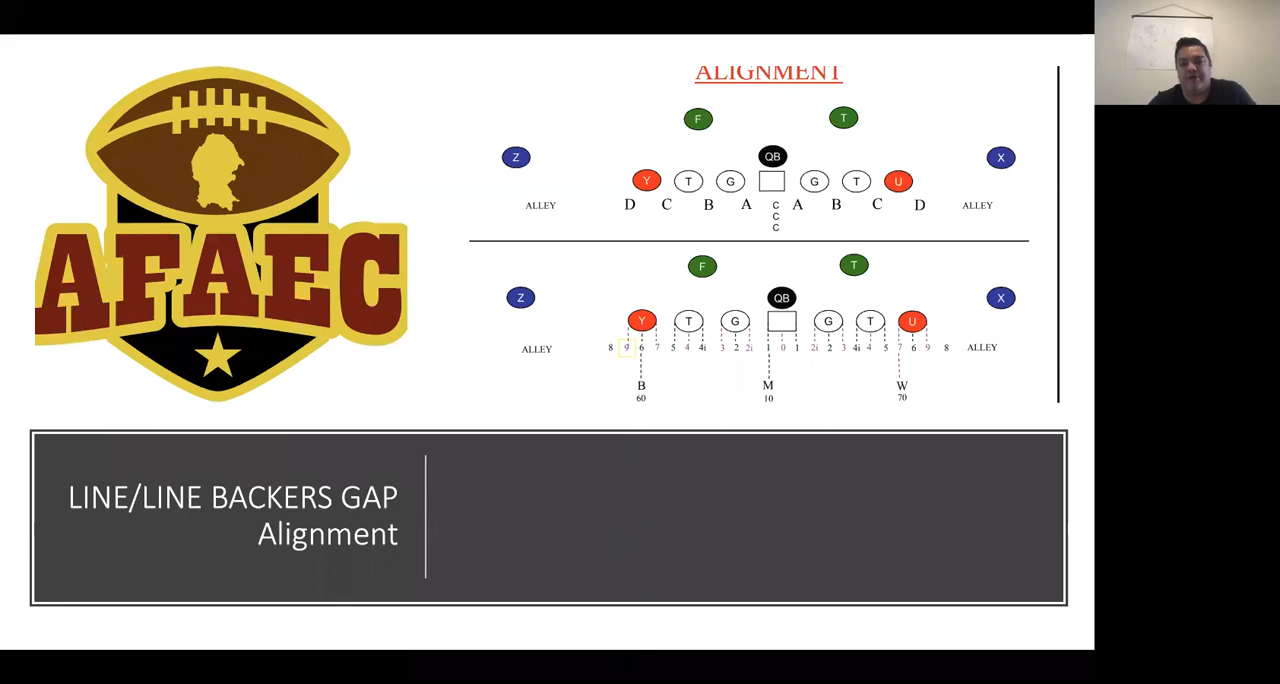 AFAEC
ALIGNMENT
F T
Z QB X
Y T G G T U
ALLEY D C B A C A B C D ALLEY
C
C
F T
Z QB X
Y T G G T U
ALLEY 8 9 6 7 5 4 4i 3 2 2i 1 0 1 2i 2 3 4i 4 5 7 6 9 8 ALLEY
B M W
60 10 70
LINE/LINE BACKERS GAP
Alignment